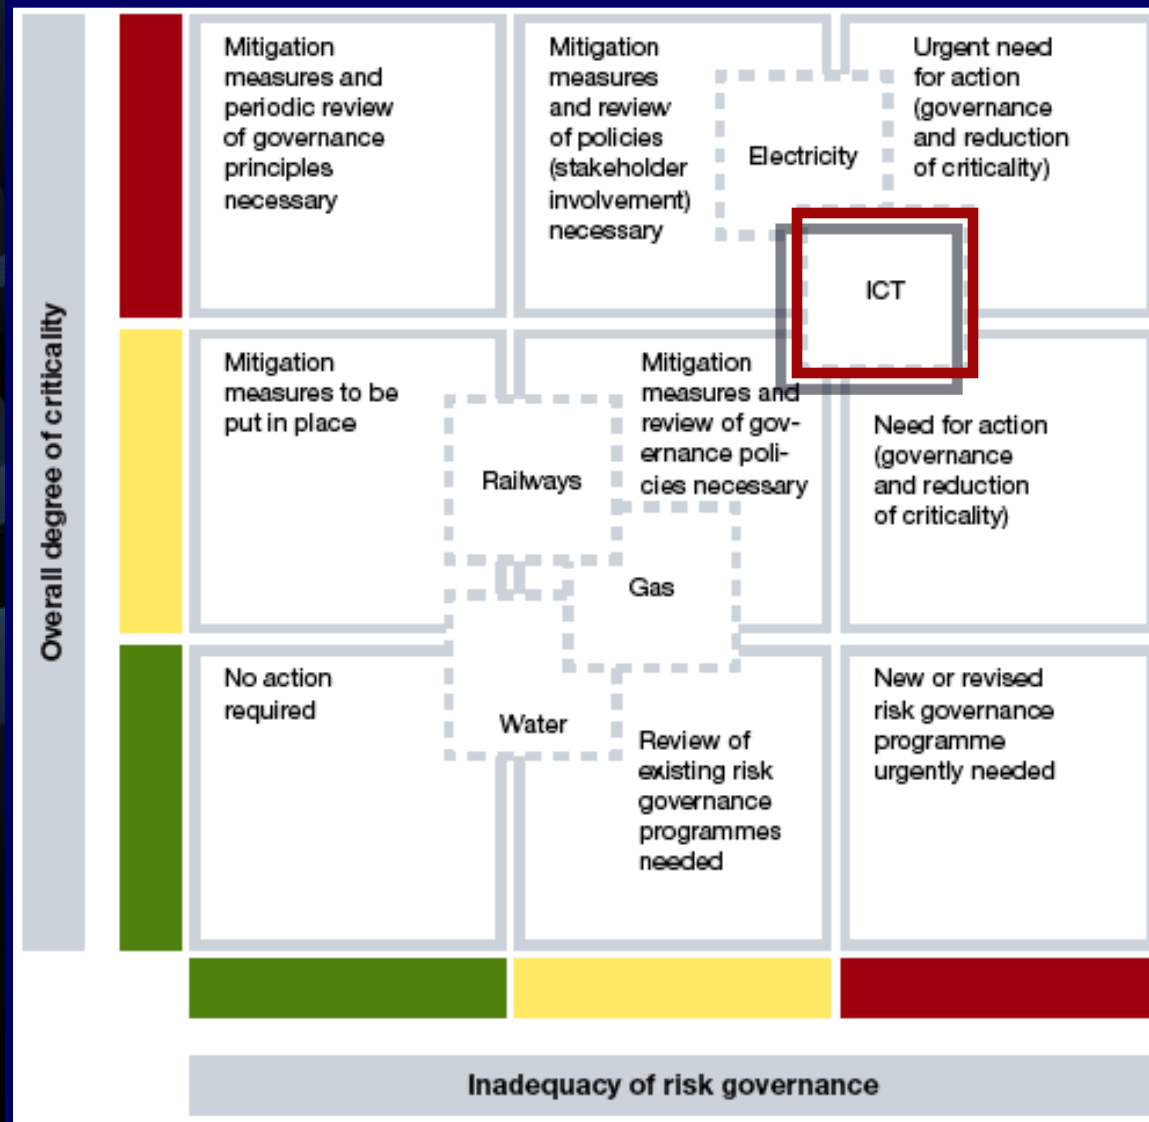 Overall degree of criticality
Mitigation
measures and
periodic review
of governance
principles
necessary
Mitigation
measures
and review
of policies
(stakeholder
involvement)
necessary
Electricity
Urgent need
for action
(governance
and reduction
of criticality)
ICT
Mitigation
measures to be
put in place
Railways
Mitigation
measures and
review of gov-
ernance poli-
cies necessary
Gas
Need for action
(governance
and reduction
of criticality)
No action
required
Water
Review of
existing risk
governance
programmes
needed
New or revised
risk governance
programme
urgently needed
Inadequacy of risk governance